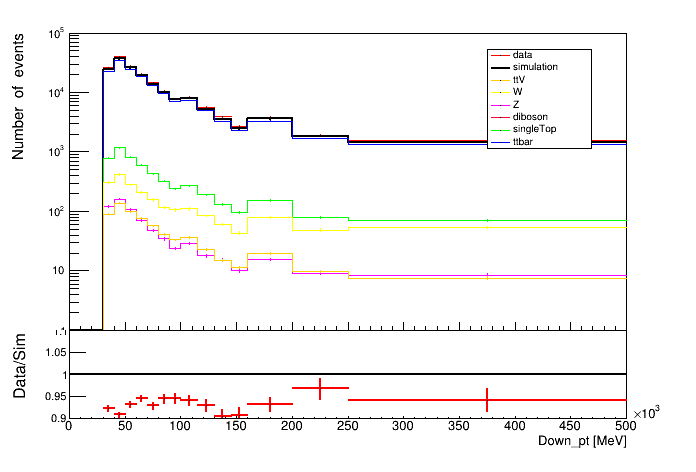 Number of events
10^5
10^4
10^3
10^2
10
data
simulation
ttV
W
Z
diboson
singleTop
ttbar
Data/Sim
1.05
1
0.95
0.9
0 50 100 150 200 250 300 350 400 450 500
×10^3
Down_pt [MeV]